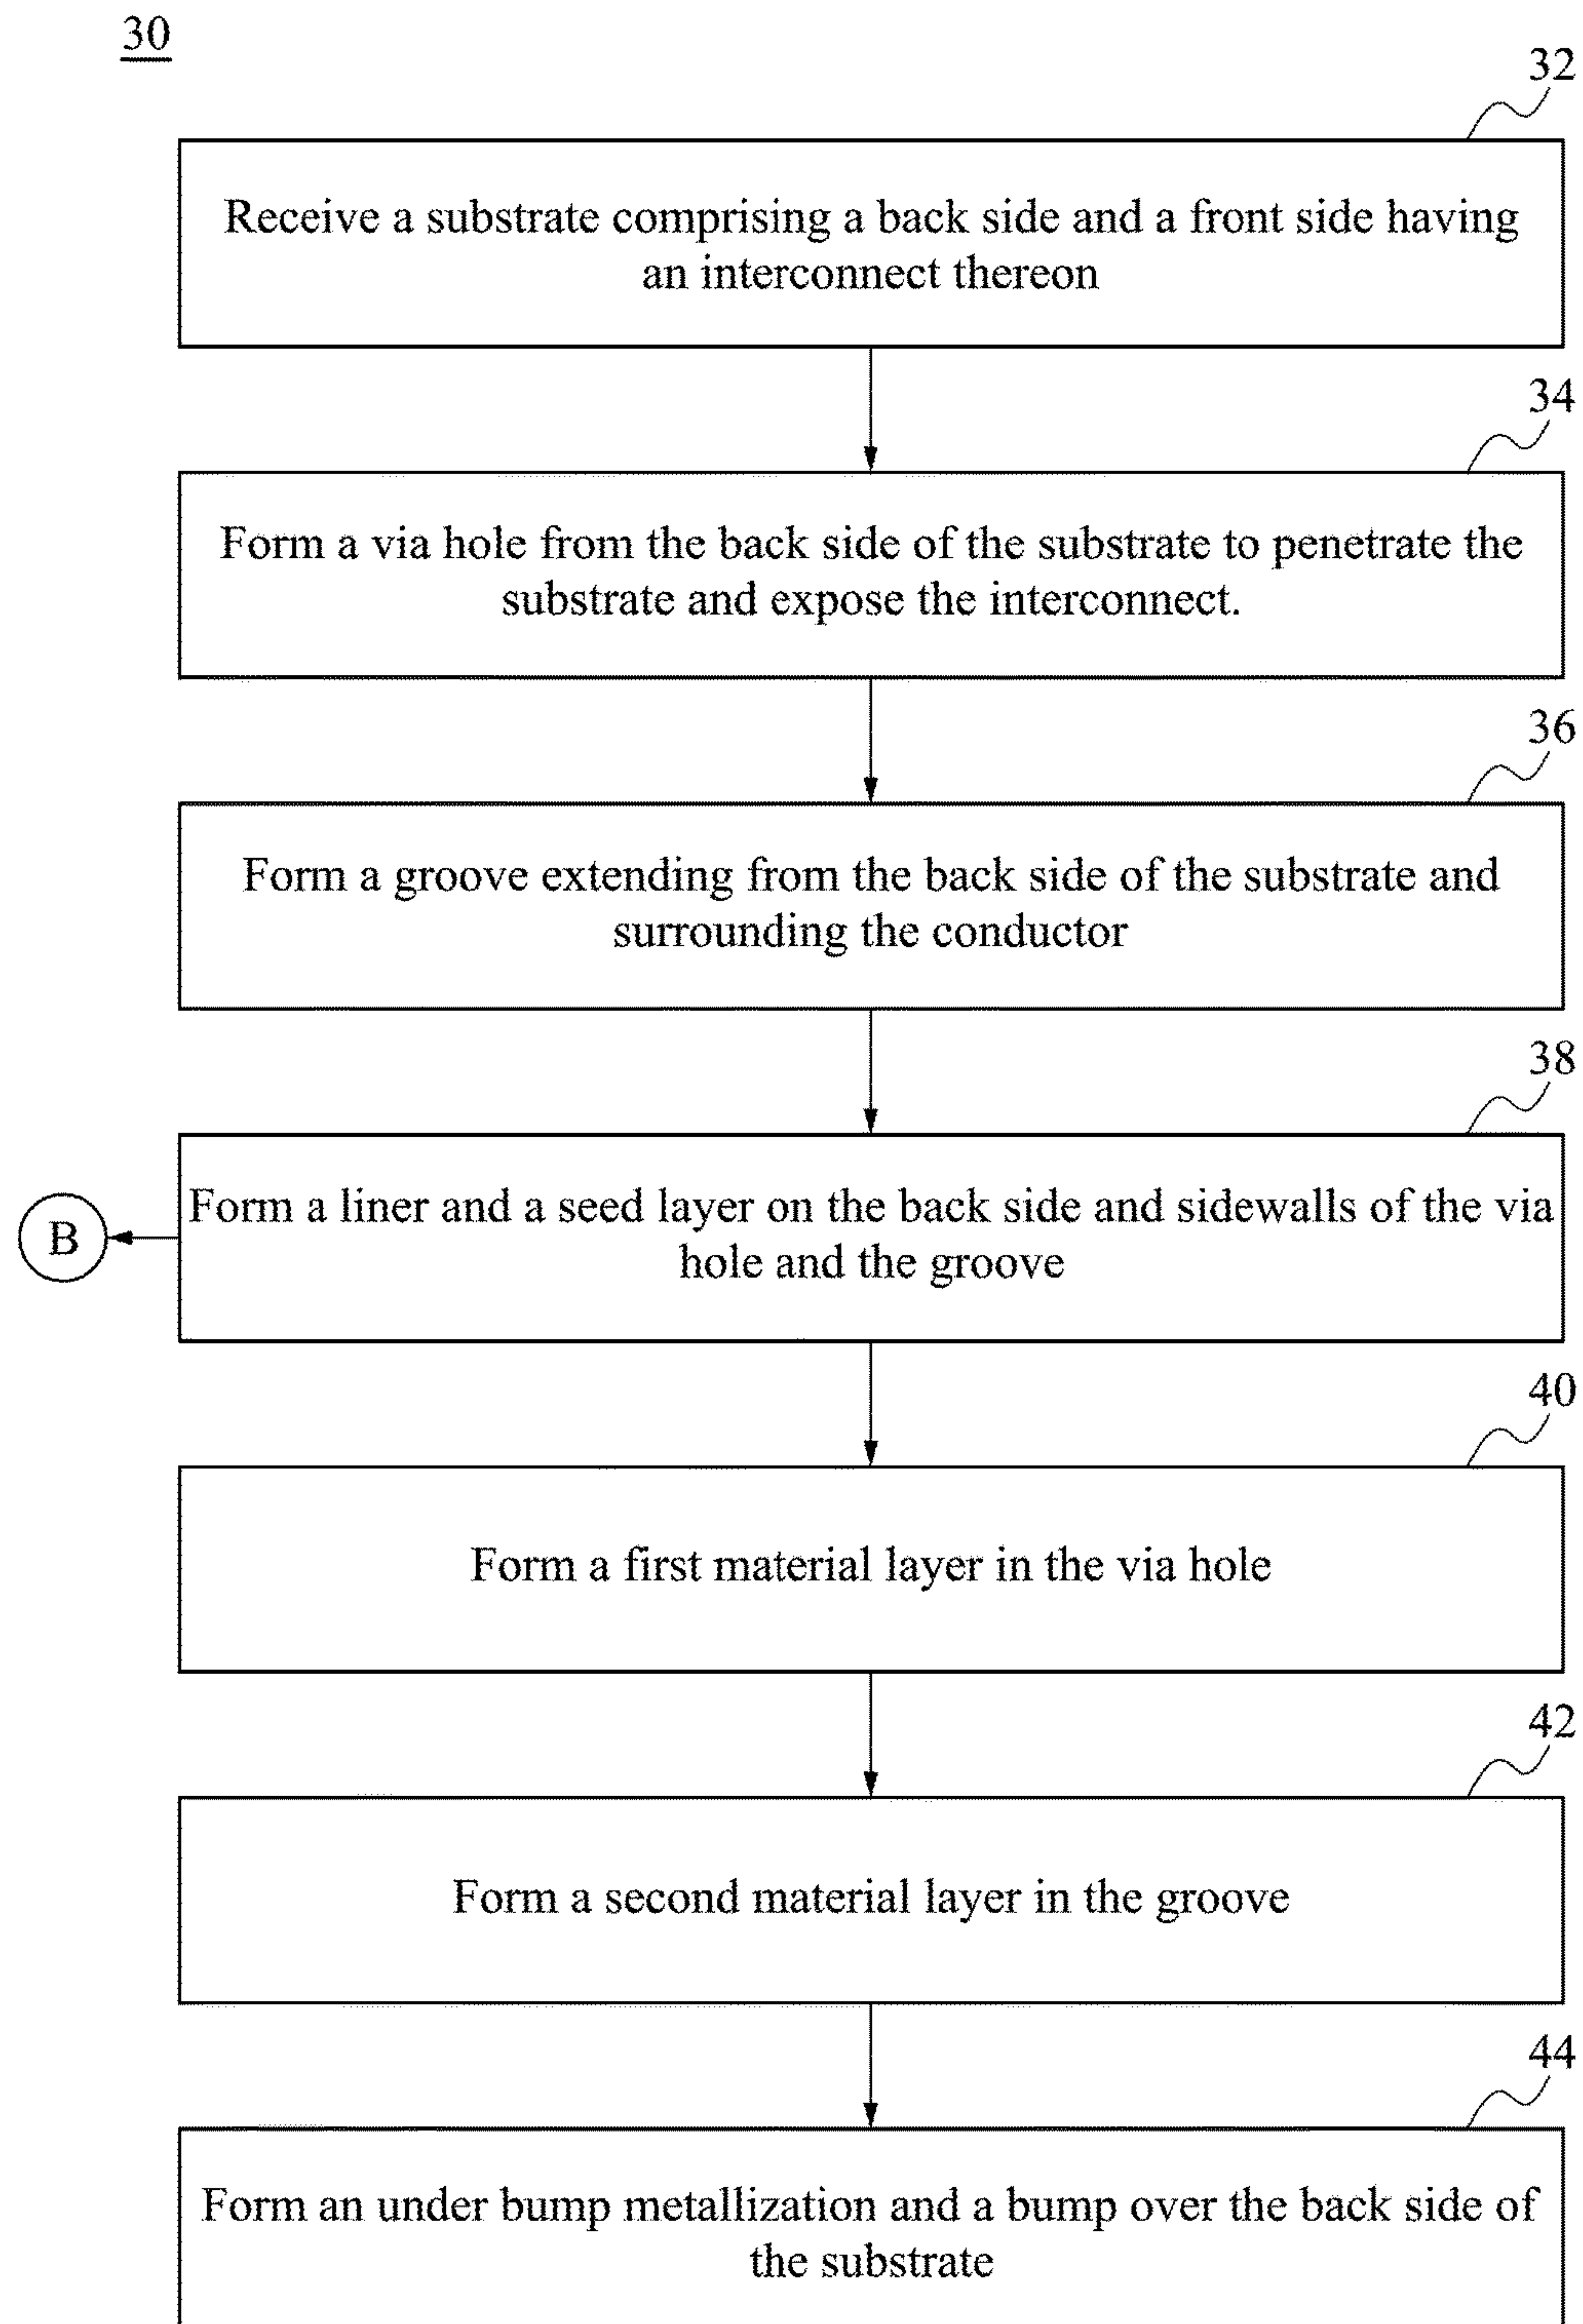 30
32
Receive a substrate comprising a back side and a front side having
an interconnect thereon
34
Form a via hole from the back side of the substrate to penetrate the
substrate and expose the interconnect.
36
Form a groove extending from the back side of the substrate and
surrounding the conductor
38
Form a liner and a seed layer on the back side and sidewalls of the via
hole and the groove
B
40
Form a first material layer in the via hole
42
Form a second material layer in the groove
44
Form an under bump metallization and a bump over the back side of
the substrate